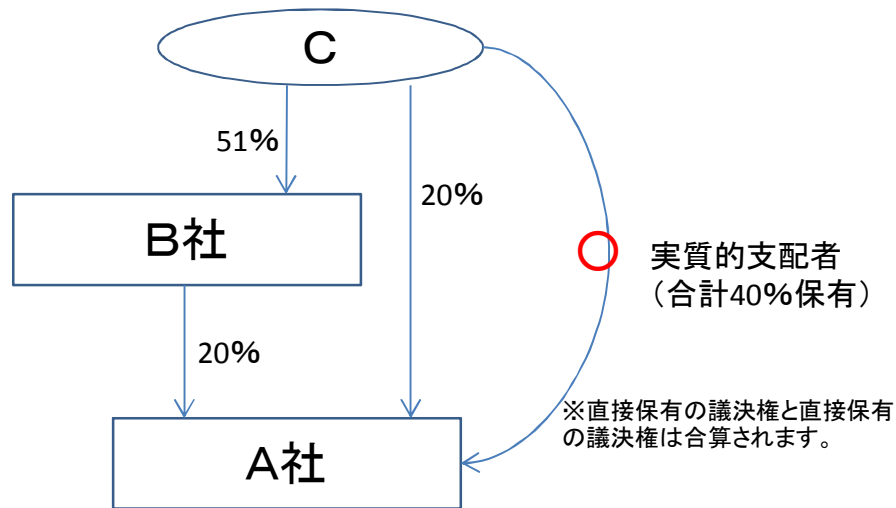 C
51%
20%
B社
実質的支配者
(合計40%保有)
20%
※直接保有の議決権と直接保有
の議決権は合算されます。
A社